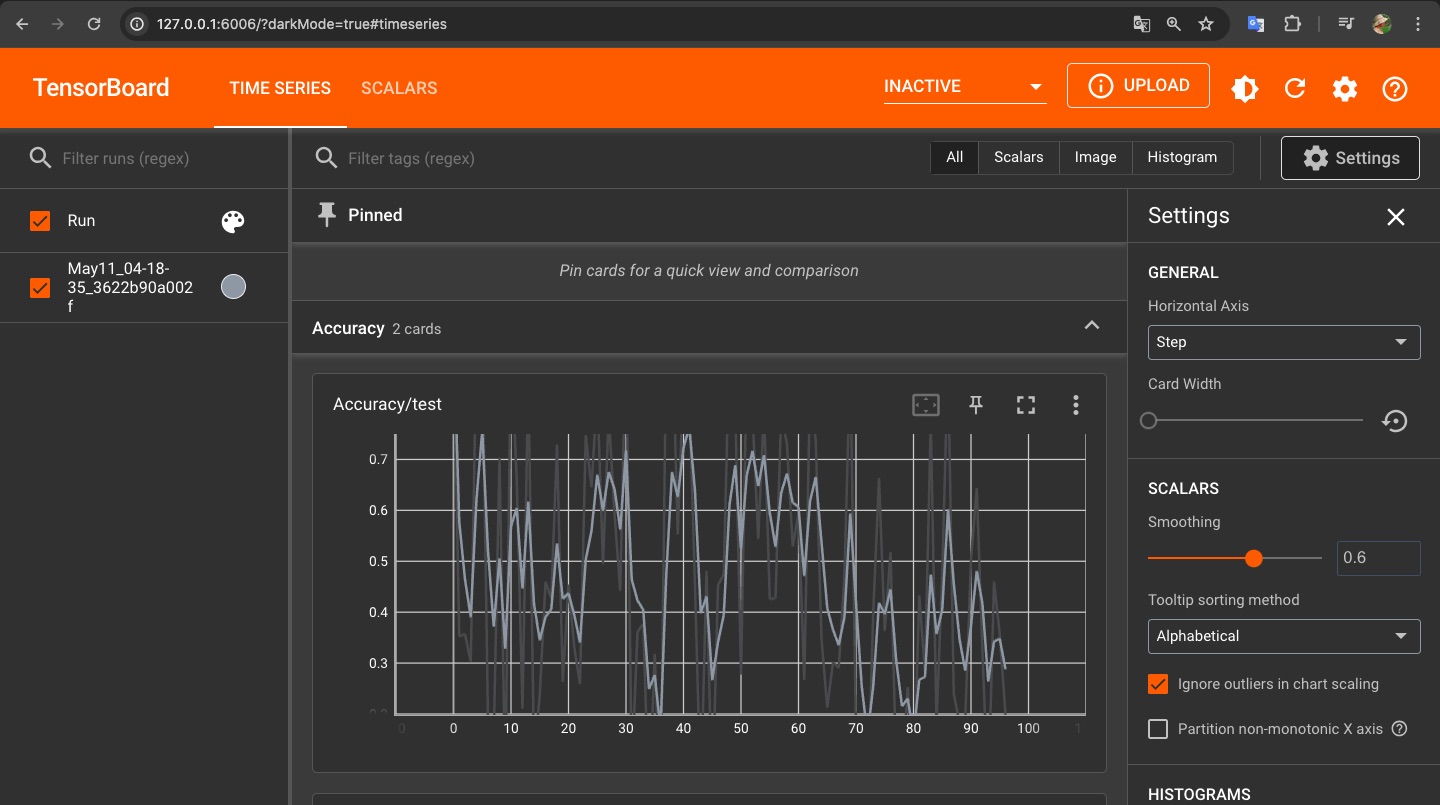 127.0.0.1:6006/?darkMode=true#timeseries
TensorBoard
TIME SERIES
SCALARS
INACTIVE
UPLOAD
Filter runs (regex)
Filter tags (regex)
All
Scalars
Image
Histogram
Settings
Run
May11_04-18-
35_3622b90a002
f
Pinned
Pin cards for a quick view and comparison
Accuracy 2 cards
Accuracy/test
0.7
0.6
0.5
0.4
0.3
0 10 20 30 40 50 60 70 80 90 100
Settings
GENERAL
Horizontal Axis
Step
Card Width
SCALARS
Smoothing
0.6
Tooltip sorting method
Alphabetical
Ignore outliers in chart scaling
Partition non-monotonic X axis
HISTOGRAMS